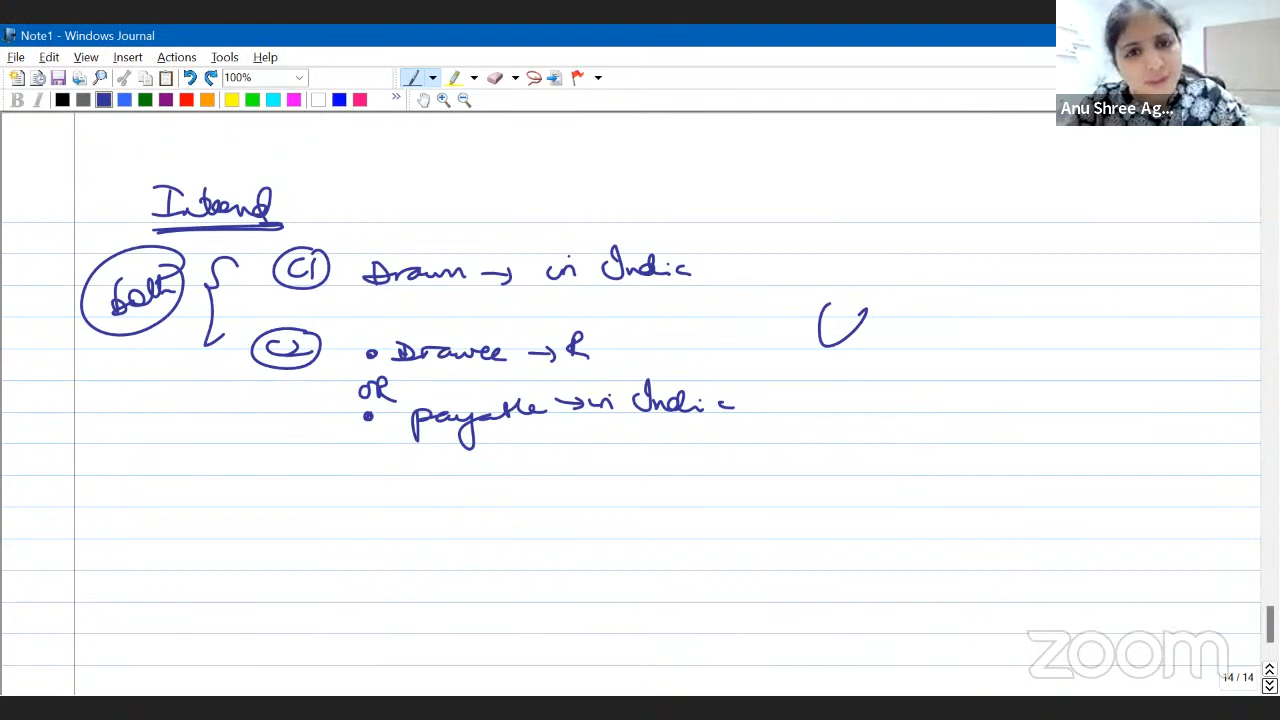 Note1 - Windows Journal
File Edit View Insert Actions Tools Help
100%
B I
Anu Shree Ag...
Inland
both
C1 Drawn → in India
C2 • Drawee → R
OR
• payable → in India
zoom
14 / 14